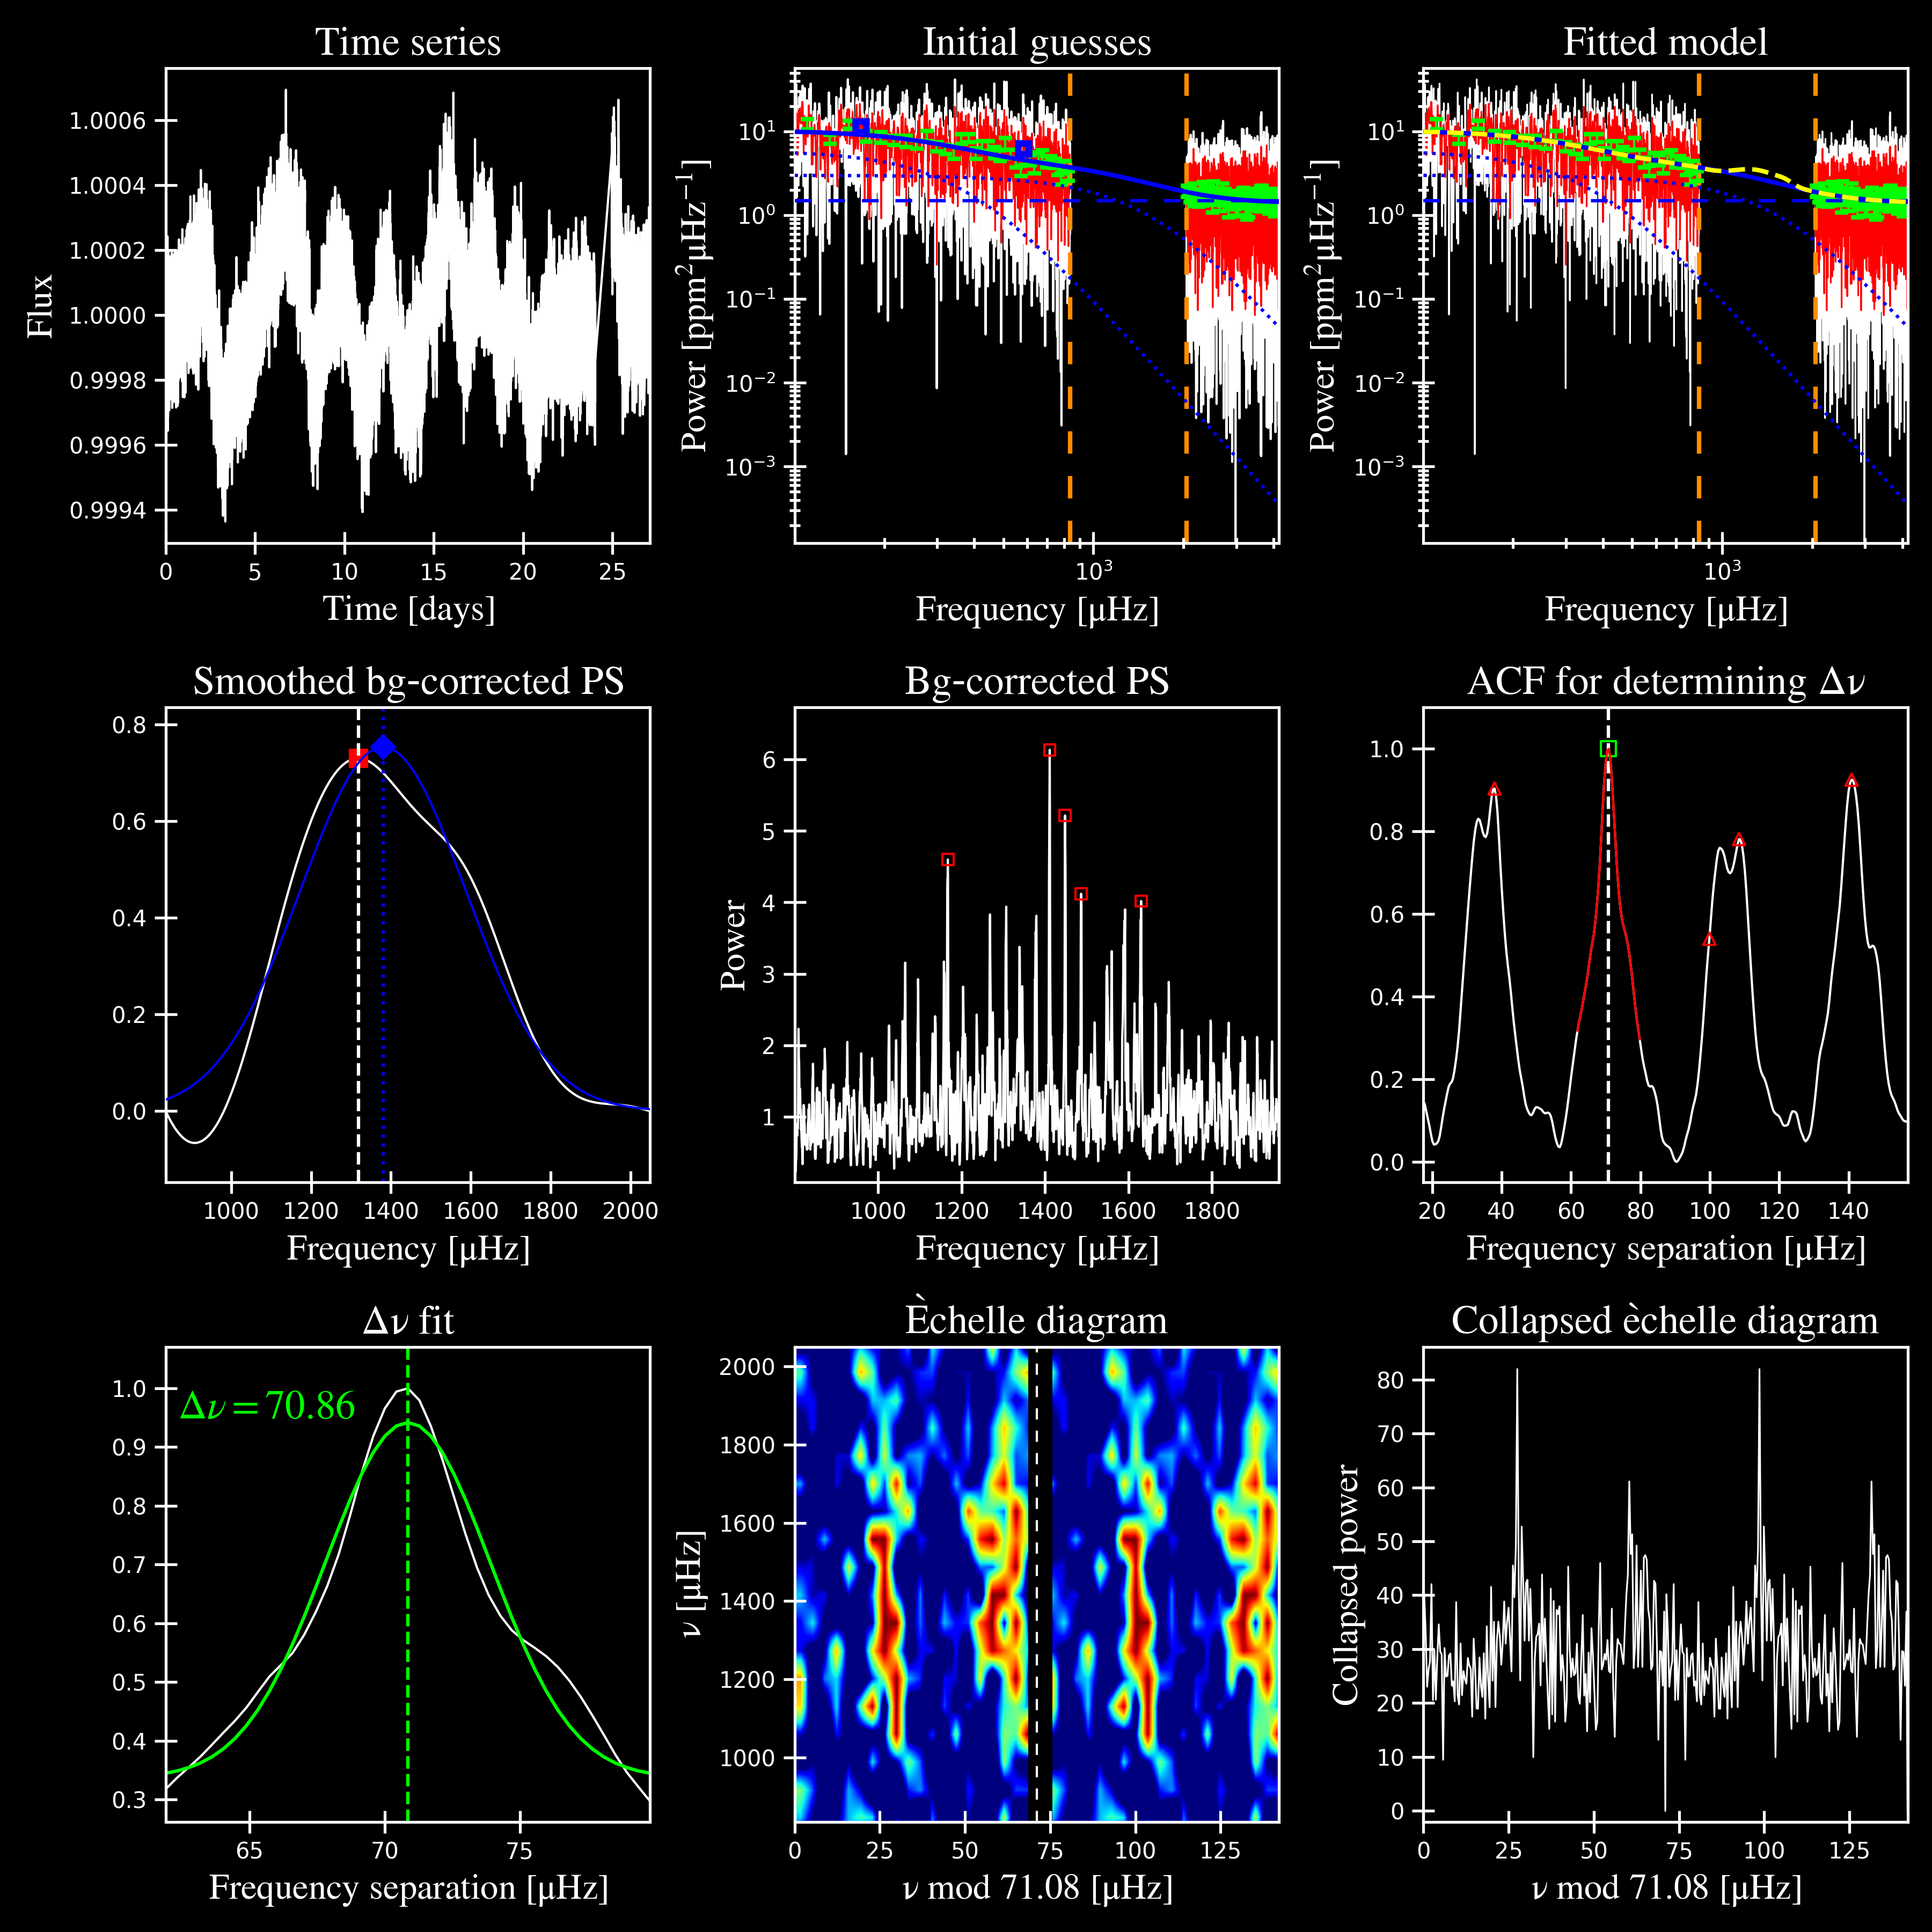 Time series
Flux
1.0006
1.0004
1.0002
1.0000
0.9998
0.9996
0.9994
0 5 10 15 20 25
Time [days]
Initial guesses
Power [ppm² μHz⁻¹]
10¹
10⁰
10⁻¹
10⁻²
10⁻³
10³
Frequency [μHz]
Fitted model
Power [ppm² μHz⁻¹]
10¹
10⁰
10⁻¹
10⁻²
10⁻³
10³
Frequency [μHz]
Smoothed bg-corrected PS
0.8
0.6
0.4
0.2
0.0
1000 1200 1400 1600 1800 2000
Frequency [μHz]
Bg-corrected PS
Power
6
5
4
3
2
1
1000 1200 1400 1600 1800
Frequency [μHz]
ACF for determining Δν
1.0
0.8
0.6
0.4
0.2
0.0
20 40 60 80 100 120 140
Frequency separation [μHz]
Δν fit
Δν = 70.86
1.0
0.9
0.8
0.7
0.6
0.5
0.4
0.3
65 70 75
Frequency separation [μHz]
Èchelle diagram
ν [μHz]
2000
1800
1600
1400
1200
1000
0 25 50 75 100 125
ν mod 71.08 [μHz]
Collapsed èchelle diagram
Collapsed power
80
70
60
50
40
30
20
10
0
0 25 50 75 100 125
ν mod 71.08 [μHz]